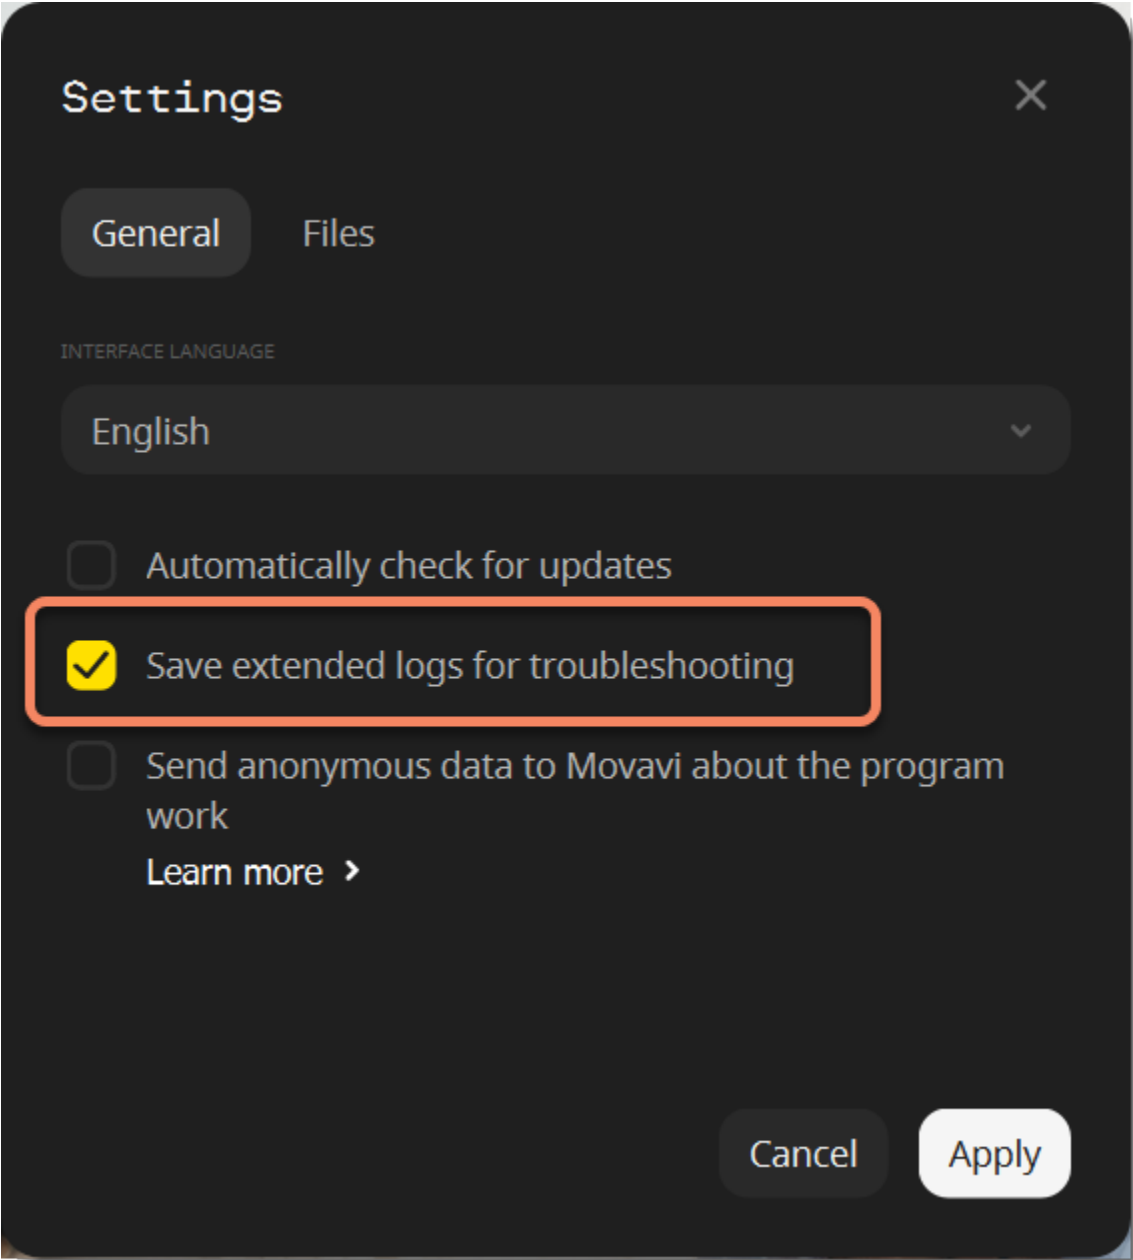 Settings
General
Files
INTERFACE LANGUAGE
English
Automatically check for updates
Save extended logs for troubleshooting
Send anonymous data to Movavi about the program
work
Learn more
Cancel
Apply